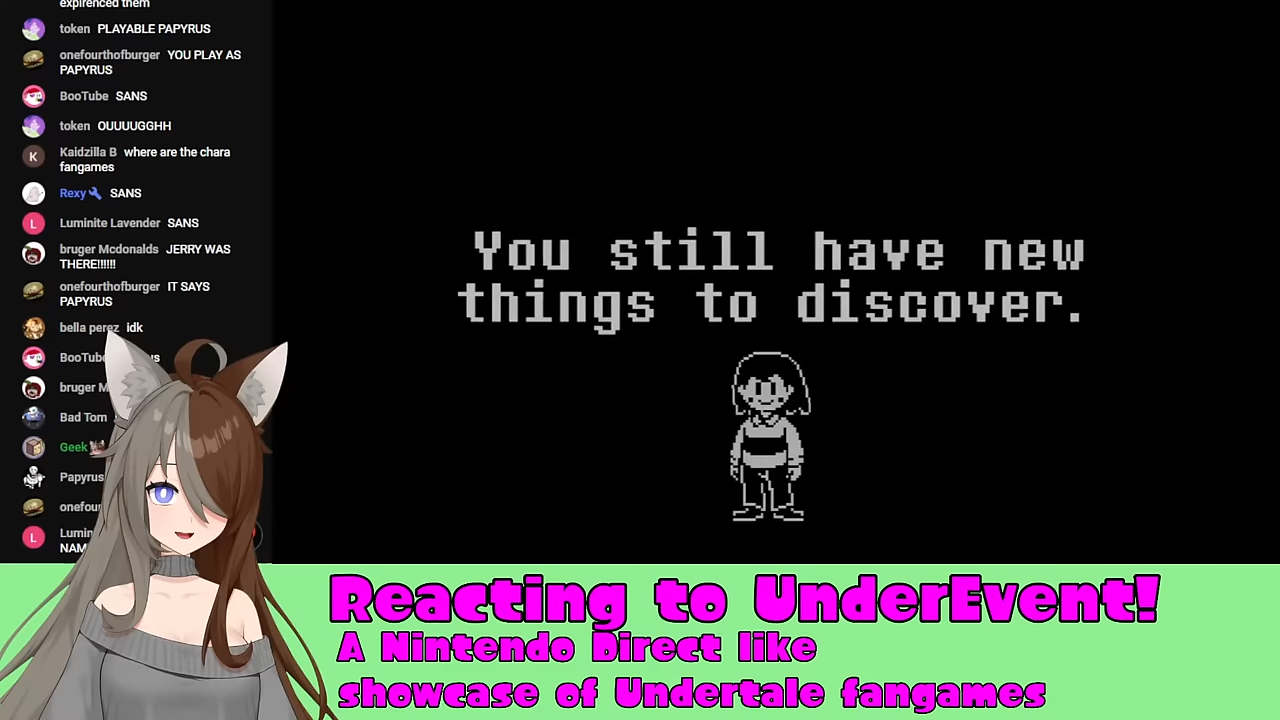 expirenced them
token PLAYABLE PAPYRUS
onefourthofburger YOU PLAY AS
PAPYRUS
BooTube SANS
token OUUUUGGHH
Kaidzilla B where are the chara
fangames
Rexy SANS
Luminite Lavender SANS
bruger Mcdonalds JERRY WAS
THERE!!!!!!
onefourthofburger IT SAYS
PAPYRUS
bella perez idk
BooTube
bruger M
Bad Tom
Geek
Papyrus
onefour
Lumin
NAM
K
L
L
You still have new
things to discover.
Reacting to UnderEvent!
A Nintendo Direct like
showcase of Undertale fangames